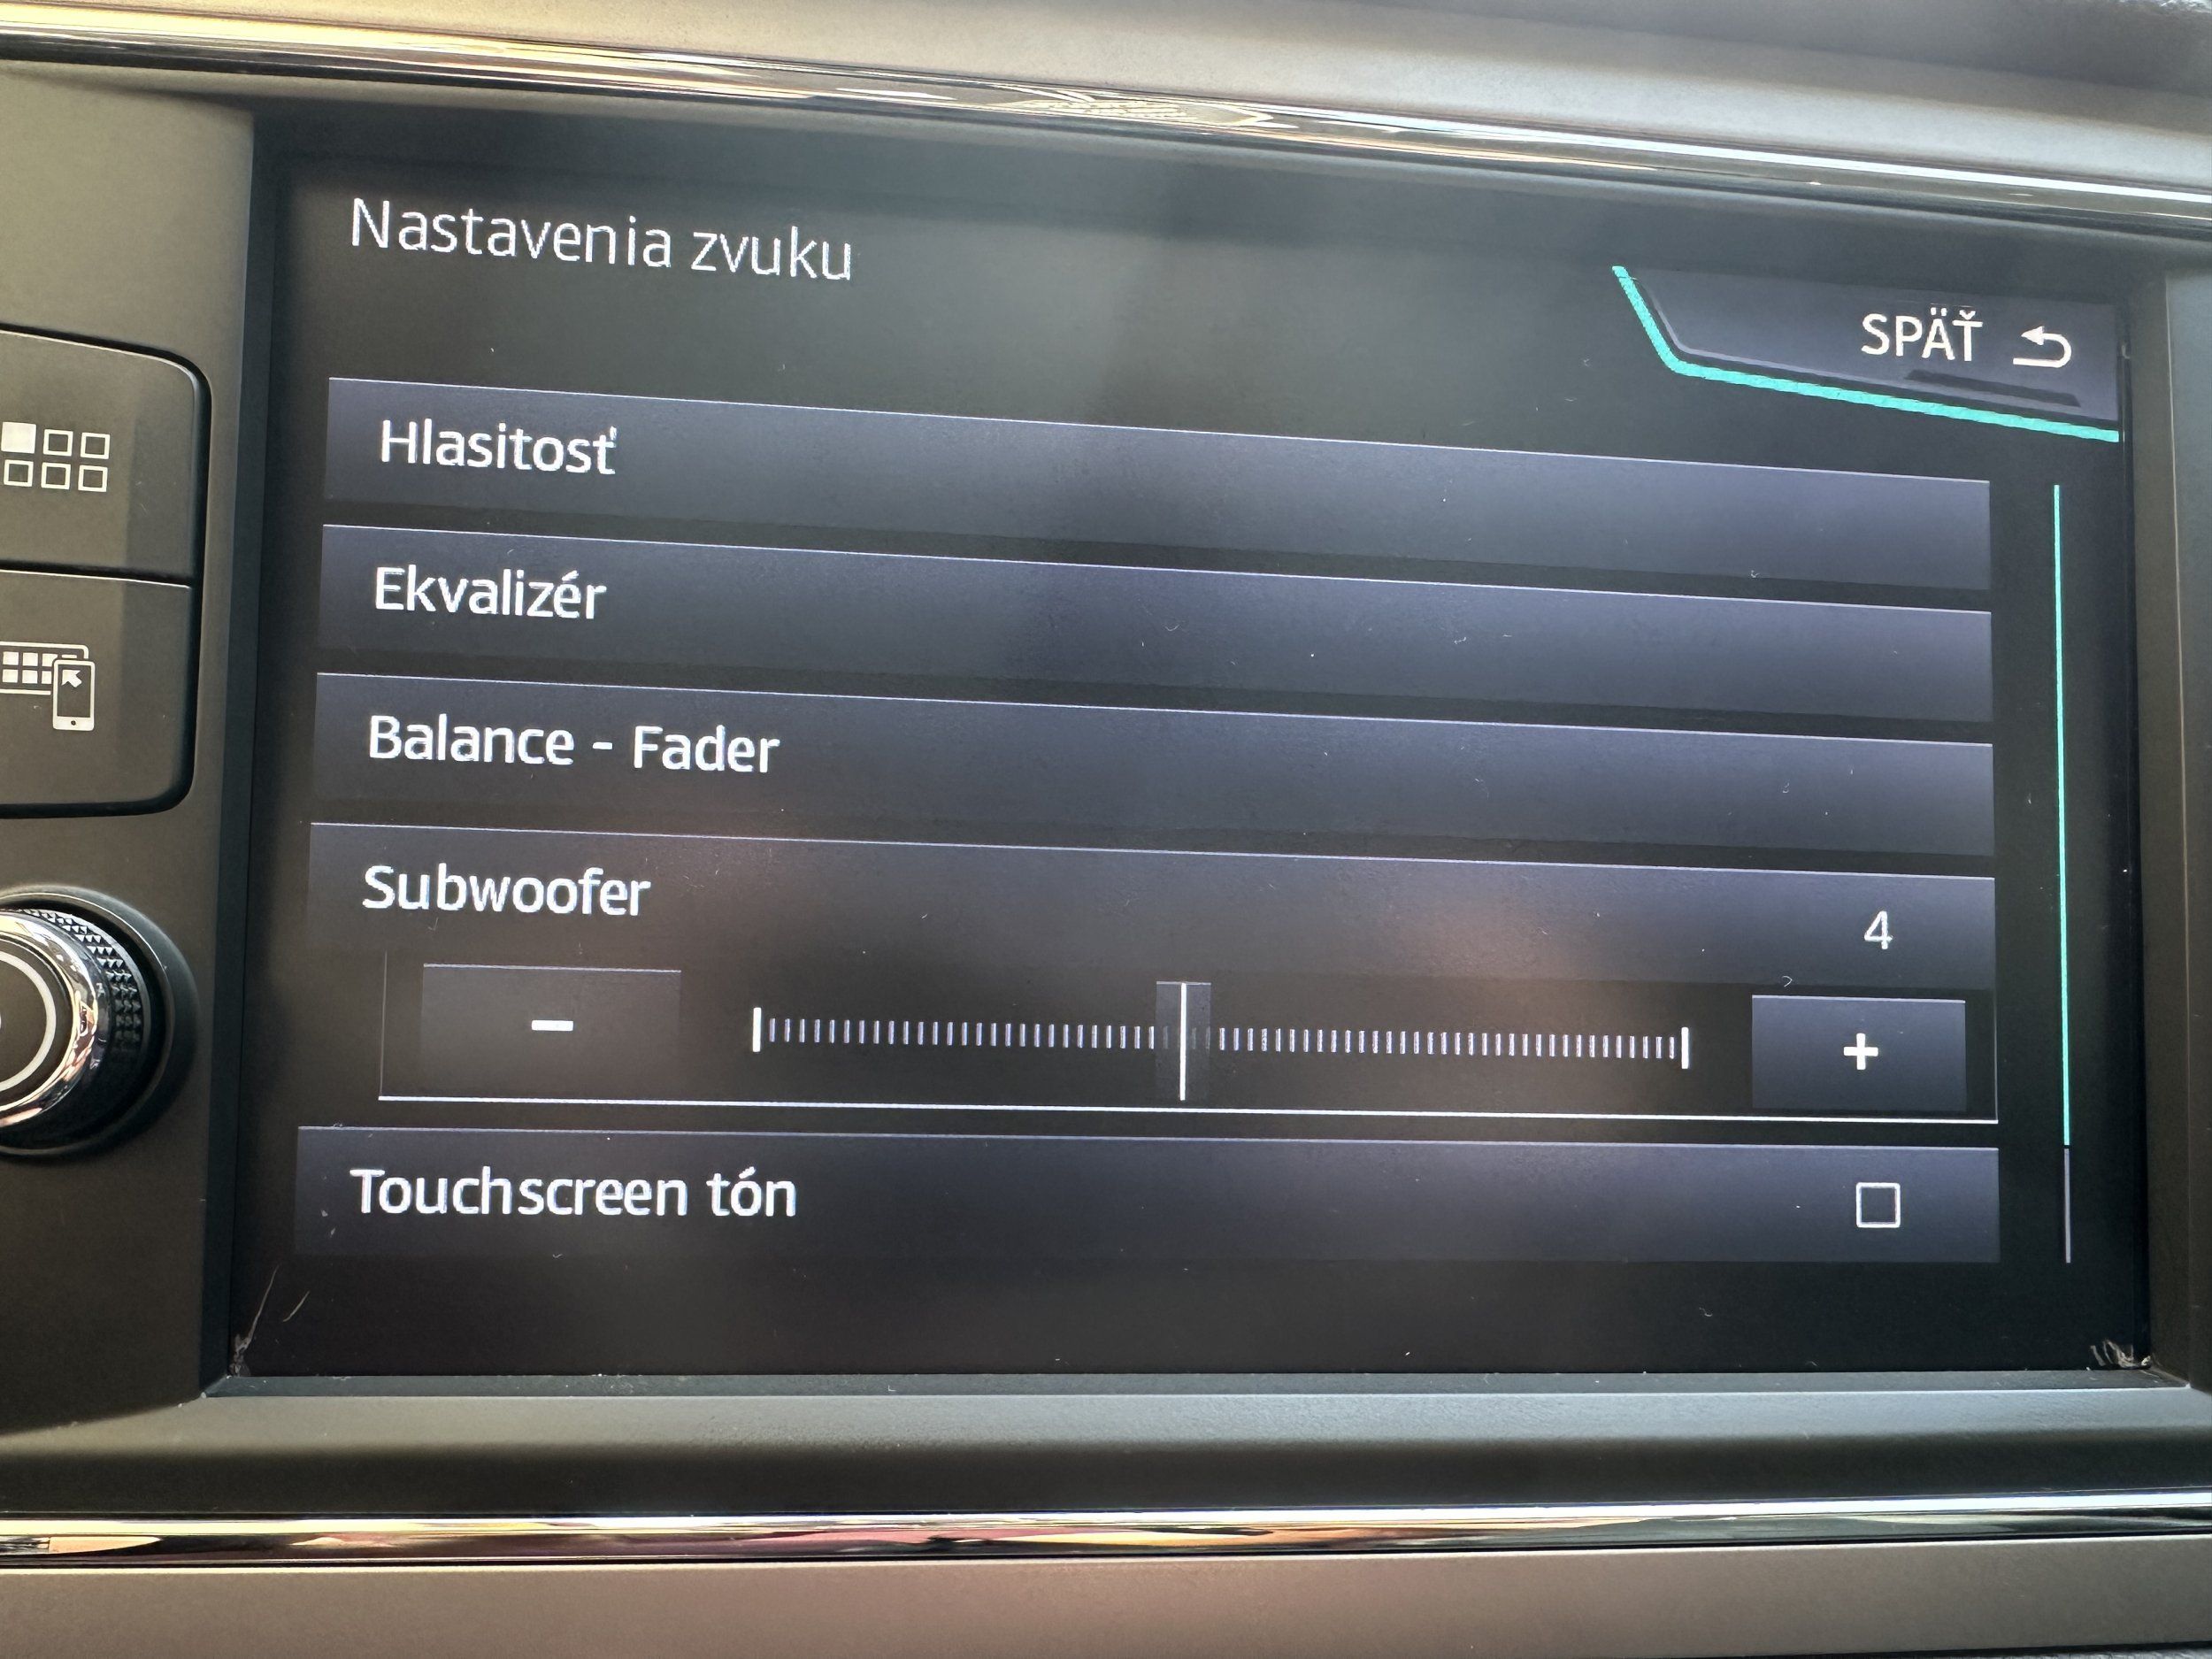 Nastavenia zvuku
SPÄŤ
Hlasitosť
Ekvalizér
Balance - Fader
Subwoofer
4
- +
Touchscreen tón